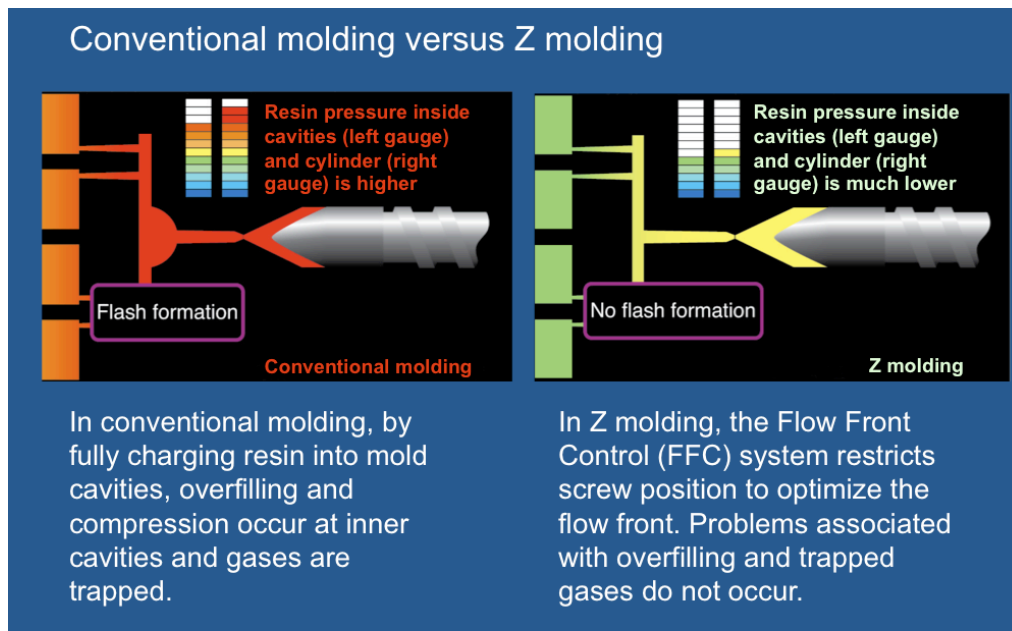 Conventional molding versus Z molding
Resin pressure inside
cavities (left gauge)
and cylinder (right
gauge) is higher
Flash formation
Conventional molding
Resin pressure inside
cavities (left gauge)
and cylinder (right
gauge) is much lower
No flash formation
Z molding
In conventional molding, by
fully charging resin into mold
cavities, overfilling and
compression occur at inner
cavities and gases are
trapped.
In Z molding, the Flow Front
Control (FFC) system restricts
screw position to optimize the
flow front. Problems associated
with overfilling and trapped
gases do not occur.